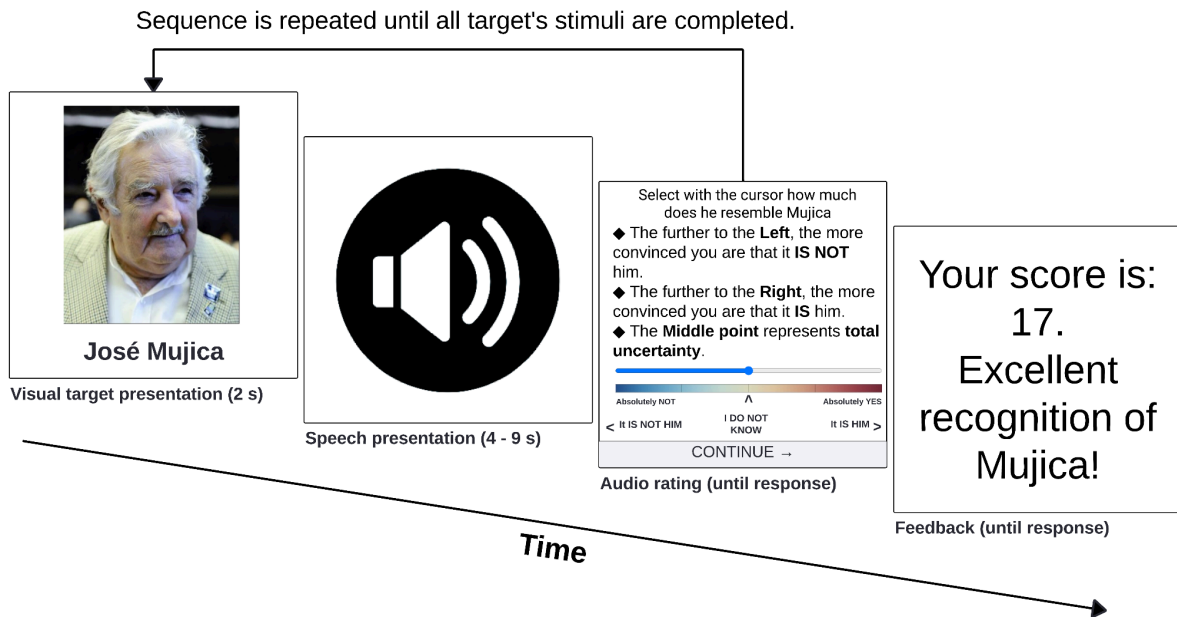 Sequence is repeated until all target's stimuli are completed.
José Mujica
Visual target presentation (2 s)
Speech presentation (4 - 9 s)
Select with the cursor how much
does he resemble Mujica
◆ The further to the Left, the more
convinced you are that it IS NOT
him.
◆ The further to the Right, the more
convinced you are that it IS him.
◆ The Middle point represents total
uncertainty.
Absolutely NOT
^
Absolutely YES
< It IS NOT HIM
I DO NOT
KNOW
It IS HIM >
CONTINUE →
Audio rating (until response)
Your score is:
17.
Excellent
recognition of
Mujica!
Feedback (until response)
Time